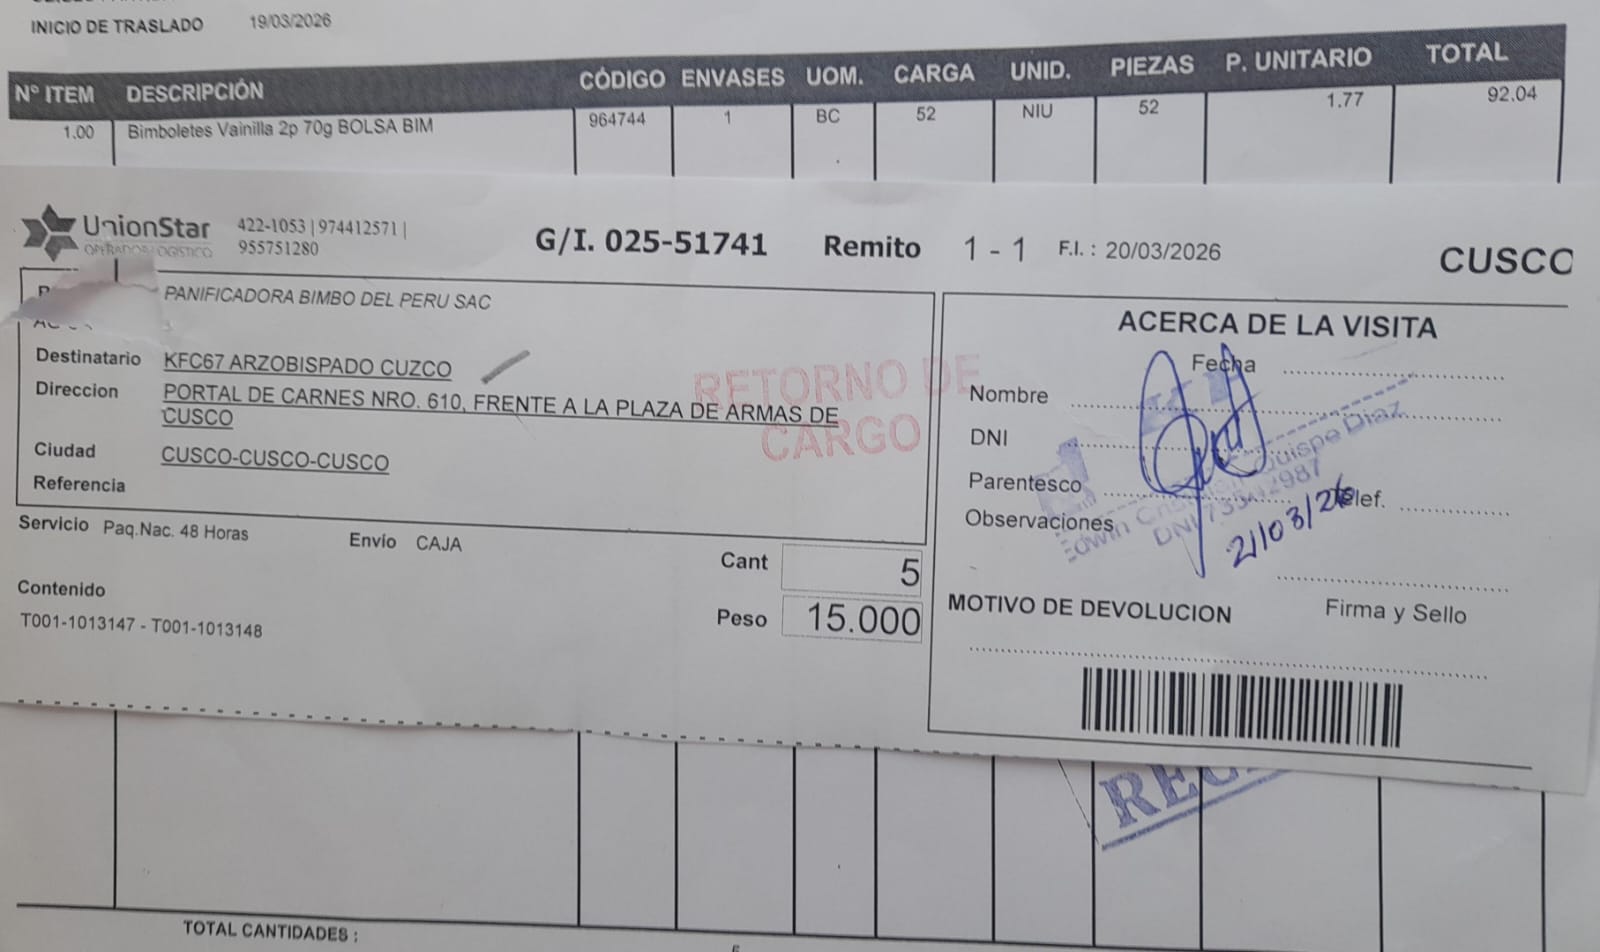 INICIO DE TRASLADO 19/03/2026
N° ITEM DESCRIPCIÓN CÓDIGO ENVASES UOM. CARGA UNID. PIEZAS P. UNITARIO TOTAL
1.00 Bimboletes Vainilla 2p 70g BOLSA BIM 964744 1 BC 52 NIU 52 1.77 92.04
UnionStar 422-1053 | 974412571 |
OPERADOR LOGISTICO 955751280
G/I. 025-51741 Remito 1 - 1 F.I. : 20/03/2026 CUSCO
PANIFICADORA BIMBO DEL PERU SAC
Destinatario KFC67 ARZOBISPADO CUZCO
Direccion PORTAL DE CARNES NRO. 610, FRENTE A LA PLAZA DE ARMAS DE
CUSCO
Ciudad CUSCO-CUSCO-CUSCO
Referencia
RETORNO DE
CARGO
Servicio Paq.Nac. 48 Horas Envio CAJA
Cant 5
Peso 15.000
Contenido
T001-1013147 - T001-1013148
ACERCA DE LA VISITA
Fecha
Nombre
DNI
Parentesco
Telef.
Observaciones
Edwin Quispe Diaz
DNI
21/03/26
Firma y Sello
MOTIVO DE DEVOLUCION
TOTAL CANTIDADES :